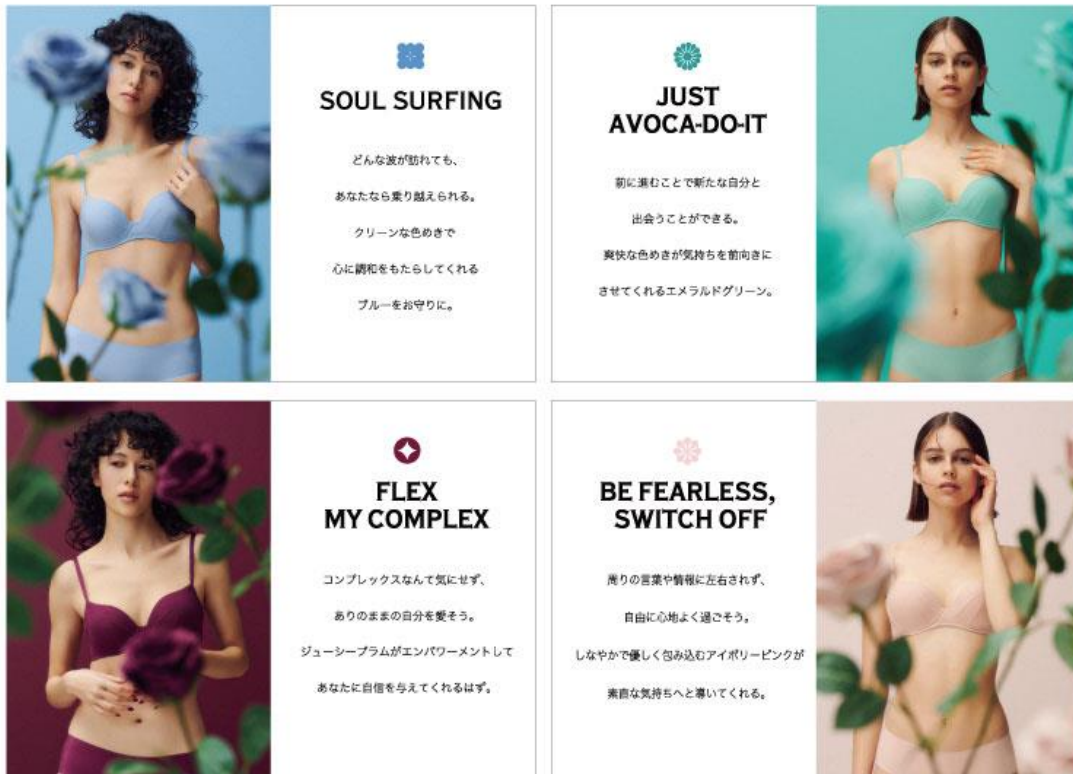 SOUL SURFING
どんな波が訪れても、
あなたなら乗り越えられる。
クリーンな色めきで
心に調和をもたらしてくれる
ブルーをお守りに。
JUST
AVOCA-DO-IT
前に進むことで新たな自分と
出会うことができる。
爽快な色めきが気持ちを前向きに
させてくれるエメラルドグリーン。
FLEX
MY COMPLEX
コンプレックスなんて気にせず、
ありのままの自分を愛そう。
ジューシープラムがエンパワーメントして
あなたに自信を与えてくれるはず。
BE FEARLESS,
SWITCH OFF
周りの言葉や情報に左右されず、
自由に心地よく過ごそう。
しなやかで優しく包み込むアイボリーピンクが
素直な気持ちへと導いてくれる。